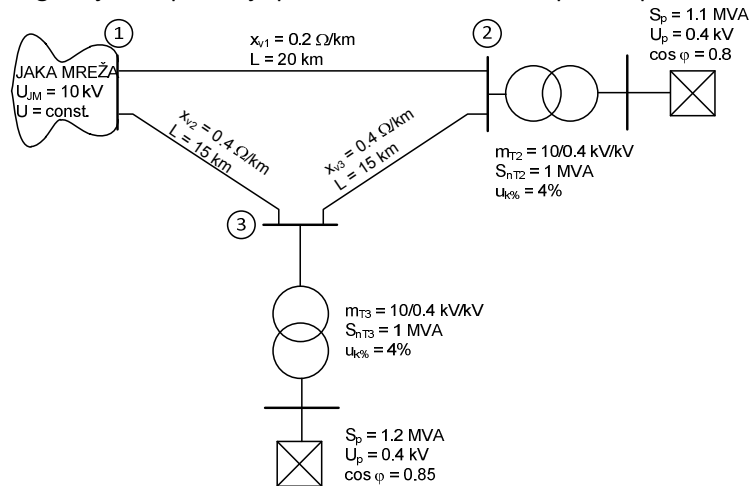 1
x_v1 = 0.2 Ω/km
L = 20 km
2
S_p = 1.1 MVA
U_p = 0.4 kV
cos φ = 0.8
JAKA MREŽA
U_JM = 10 kV
U = const.
x_v2 = 0.4 Ω/km
L = 15 km
x_v3 = 0.4 Ω/km
L = 15 km
m_T2 = 10/0.4 kV/kV
S_nT2 = 1 MVA
u_k% = 4%
3
m_T3 = 10/0.4 kV/kV
S_nT3 = 1 MVA
u_k% = 4%
S_p = 1.2 MVA
U_p = 0.4 kV
cos φ = 0.85